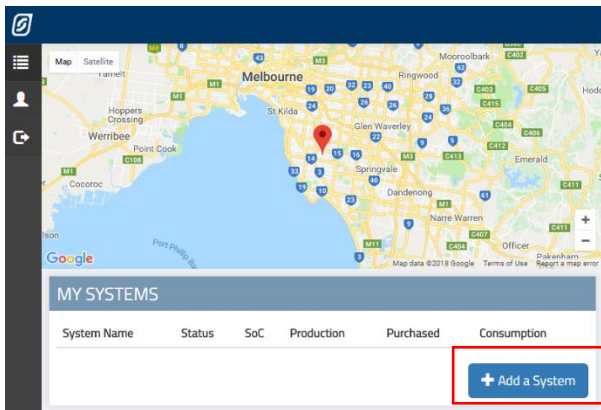 Map Satellite
Melbourne
Mooroolbark
Ringwood
Hoppers
Crossing
St Kilda
Glen Waverley
Werribee
Point Cook
Springvale
Emerald
Cocoroc
Dandenong
Narre Warren
Officer
Pakenham
Port Phillip
Google
Map data ©2018 Google Terms of Use Report a map error
MY SYSTEMS
System Name Status SoC Production Purchased Consumption
+ Add a System